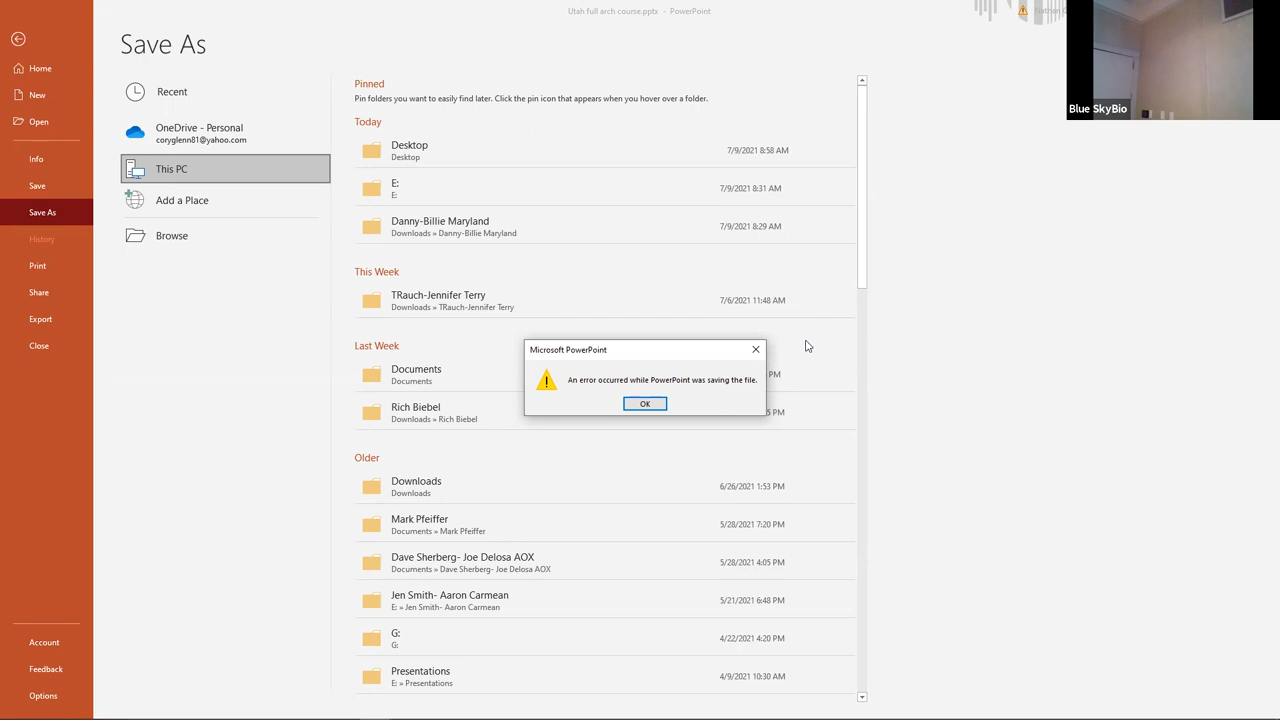 Utah full arch course.pptx - PowerPoint
Save As
Home
New
Open
Info
Save
Save As
History
Print
Share
Export
Close
Account
Feedback
Options
Recent
OneDrive - Personal
coryglenn81@yahoo.com
This PC
Add a Place
Browse
Pinned
Pin folders you want to easily find later. Click the pin icon that appears when you hover over a folder.
Today
Desktop 7/9/2021 8:58 AM
Desktop
E: 7/9/2021 8:31 AM
E:
Danny-Billie Maryland 7/9/2021 8:29 AM
Downloads » Danny-Billie Maryland
This Week
TRauch-Jennifer Terry 7/6/2021 11:48 AM
Downloads » TRauch-Jennifer Terry
Last Week
Documents PM
Documents
Rich Biebel PM
Downloads » Rich Biebel
Older
Downloads 6/26/2021 1:53 PM
Downloads
Mark Pfeiffer 5/28/2021 7:20 PM
Documents » Mark Pfeiffer
Dave Sherberg- Joe Delosa AOX 5/28/2021 4:05 PM
Documents » Dave Sherberg- Joe Delosa AOX
Jen Smith- Aaron Carmean 5/21/2021 6:48 PM
E: » Jen Smith- Aaron Carmean
G: 4/22/2021 4:20 PM
G:
Presentations 4/9/2021 10:30 AM
E: » Presentations
Microsoft PowerPoint
An error occurred while PowerPoint was saving the file.
OK
Blue SkyBio